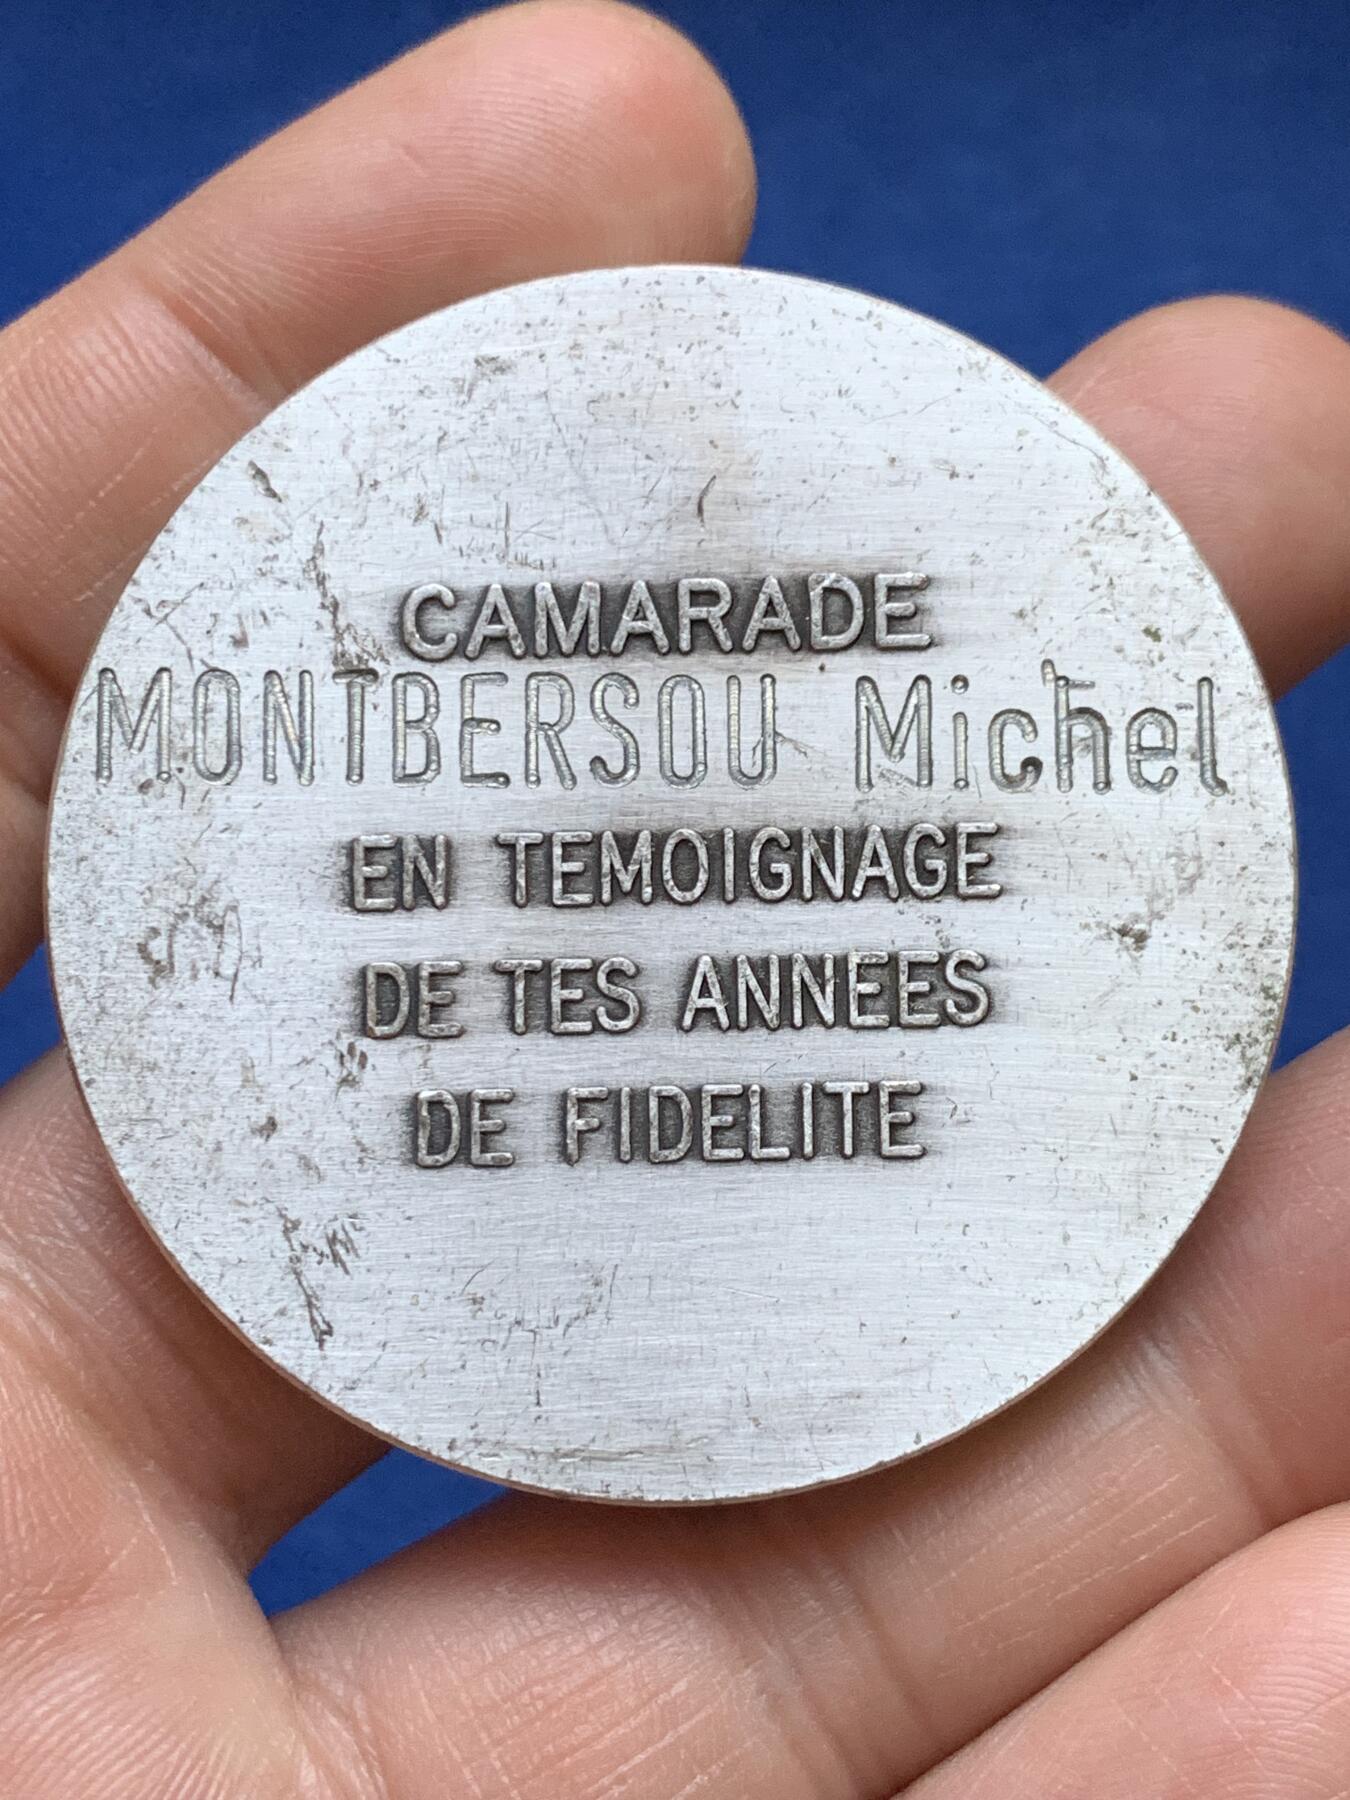 CAMARADE
MONTBERSOU Michel
EN TEMOIGNAGE
DE TES ANNEES
DE FIDELITE